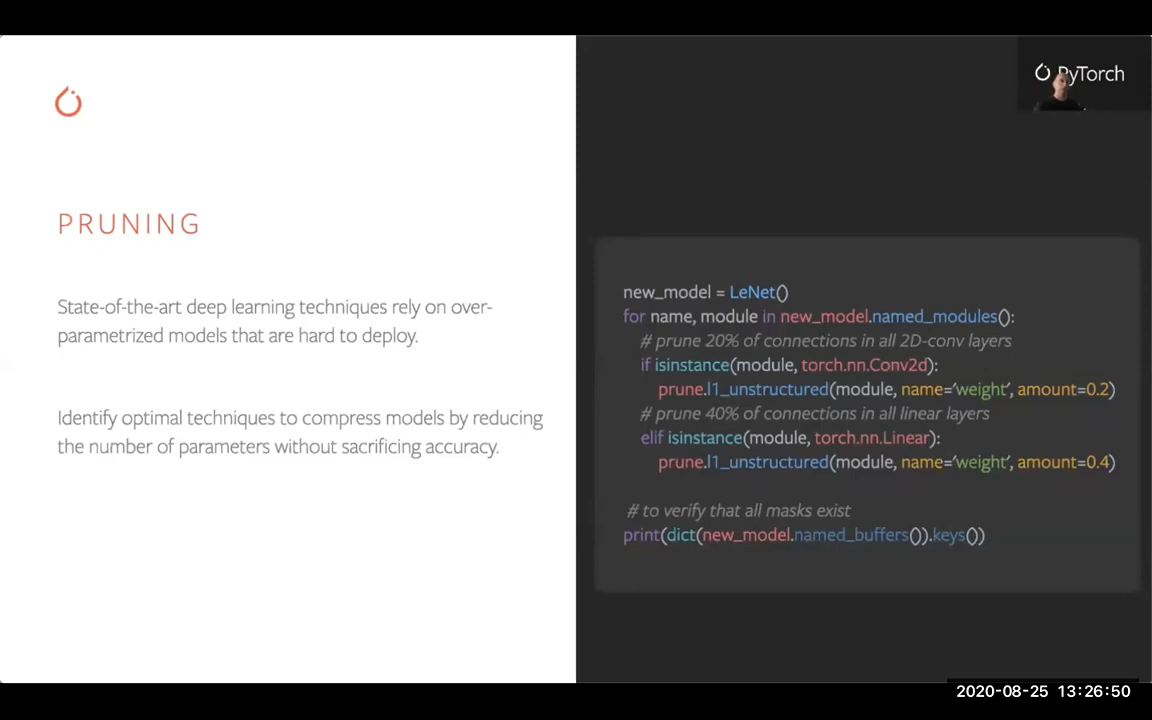 PyTorch
PRUNING
State-of-the-art deep learning techniques rely on over-
parametrized models that are hard to deploy.
Identify optimal techniques to compress models by reducing
the number of parameters without sacrificing accuracy.
new_model = LeNet()
for name, module in new_model.named_modules():
# prune 20% of connections in all 2D-conv layers
if isinstance(module, torch.nn.Conv2d):
prune.l1_unstructured(module, name='weight', amount=0.2)
# prune 40% of connections in all linear layers
elif isinstance(module, torch.nn.Linear):
prune.l1_unstructured(module, name='weight', amount=0.4)
# to verify that all masks exist
print(dict(new_model.named_buffers()).keys())
2020-08-25 13:26:50